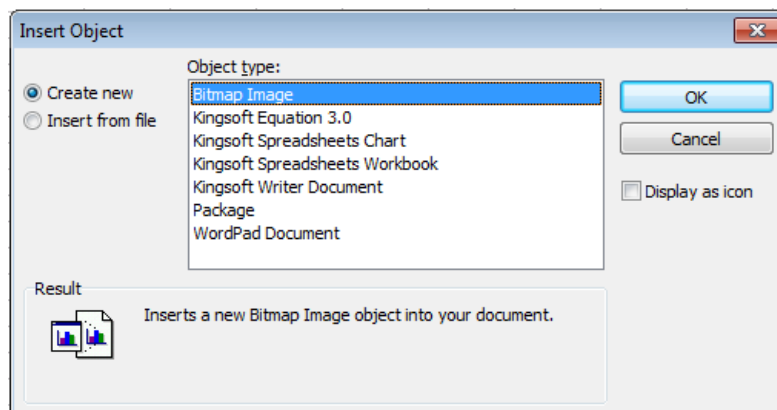 Insert Object
Object type:
Create new
Insert from file
Bitmap Image
Kingsoft Equation 3.0
Kingsoft Spreadsheets Chart
Kingsoft Spreadsheets Workbook
Kingsoft Writer Document
Package
WordPad Document
OK
Cancel
Display as icon
Result
Inserts a new Bitmap Image object into your document.